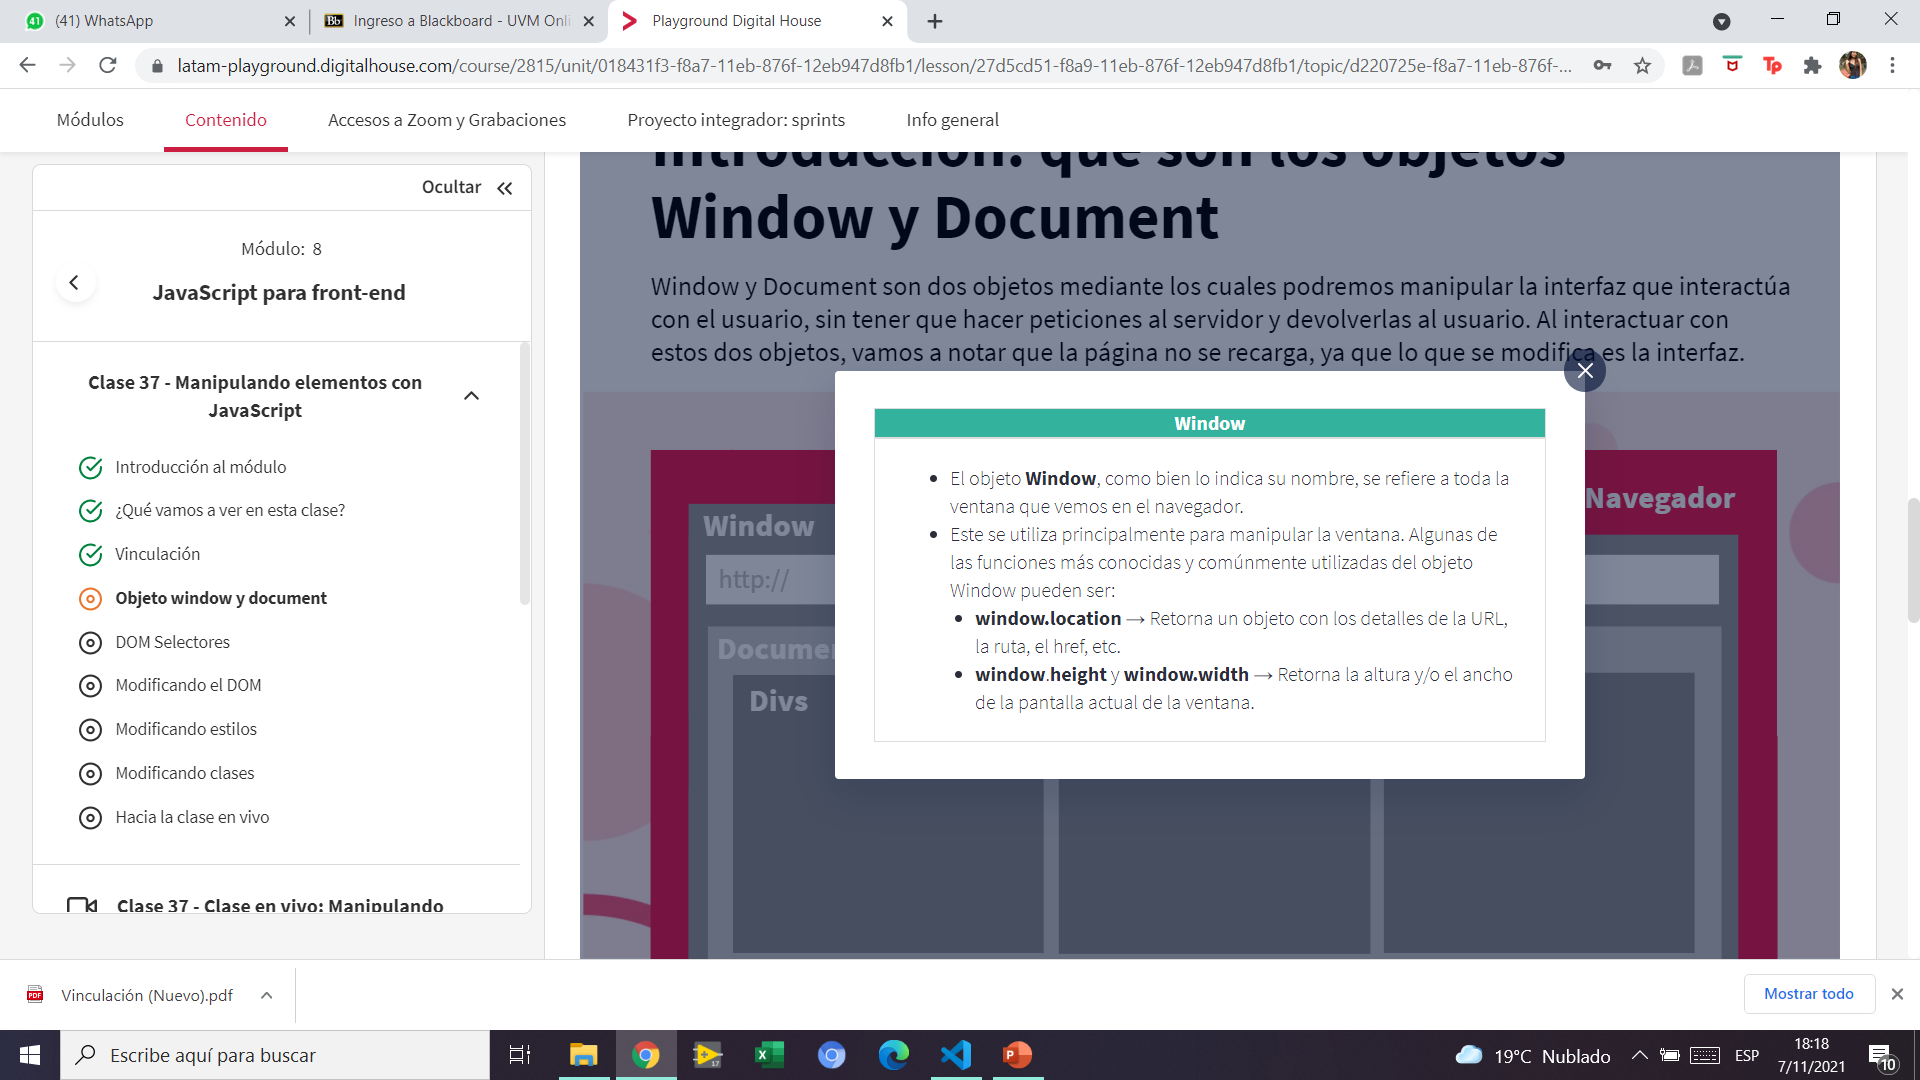 (41) WhatsApp
Ingreso a Blackboard - UVM Onli
Playground Digital House
latam-playground.digitalhouse.com/course/2815/unit/018431f3-f8a7-11eb-876f-12eb947d8fb1/lesson/27d5cd51-f8a9-11eb-876f-12eb947d8fb1/topic/d220725e-f8a7-11eb-876f-...
Módulos
Contenido
Accesos a Zoom y Grabaciones
Proyecto integrador: sprints
Info general
Ocultar
Módulo: 8
JavaScript para front-end
Clase 37 - Manipulando elementos con
JavaScript
Introducción al módulo
¿Qué vamos a ver en esta clase?
Vinculación
Objeto window y document
DOM Selectores
Modificando el DOM
Modificando estilos
Modificando clases
Hacia la clase en vivo
Clase 37 - Clase en vivo: Manipulando
Introducción: qué son los objetos
Window y Document
Window y Document son dos objetos mediante los cuales podremos manipular la interfaz que interactúa
con el usuario, sin tener que hacer peticiones al servidor y devolverlas al usuario. Al interactuar con
estos dos objetos, vamos a notar que la página no se recarga, ya que lo que se modifica es la interfaz.
Navegador
Window
http://
Documen
Divs
Window
El objeto Window, como bien lo indica su nombre, se refiere a toda la
ventana que vemos en el navegador.
Este se utiliza principalmente para manipular la ventana. Algunas de
las funciones más conocidas y comúnmente utilizadas del objeto
Window pueden ser:
window.location → Retorna un objeto con los detalles de la URL,
la ruta, el href, etc.
window.height y window.width → Retorna la altura y/o el ancho
de la pantalla actual de la ventana.
Vinculación (Nuevo).pdf
Mostrar todo
Escribe aquí para buscar
19°C Nublado
ESP
18:18
7/11/2021
10